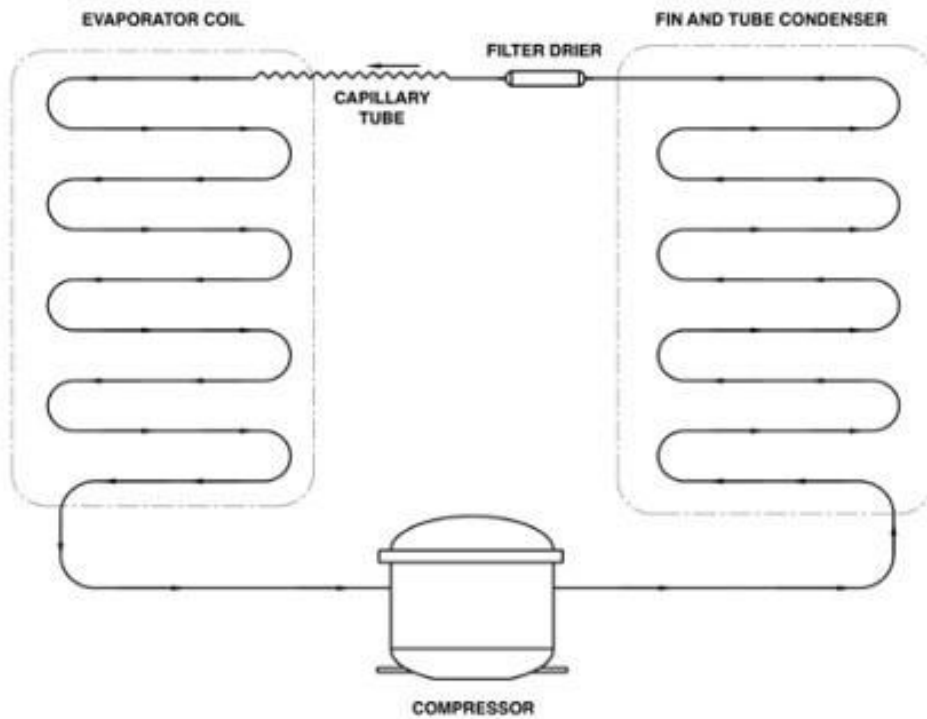 EVAPORATOR COIL
FIN AND TUBE CONDENSER
FILTER DRIER
CAPILLARY
TUBE
COMPRESSOR